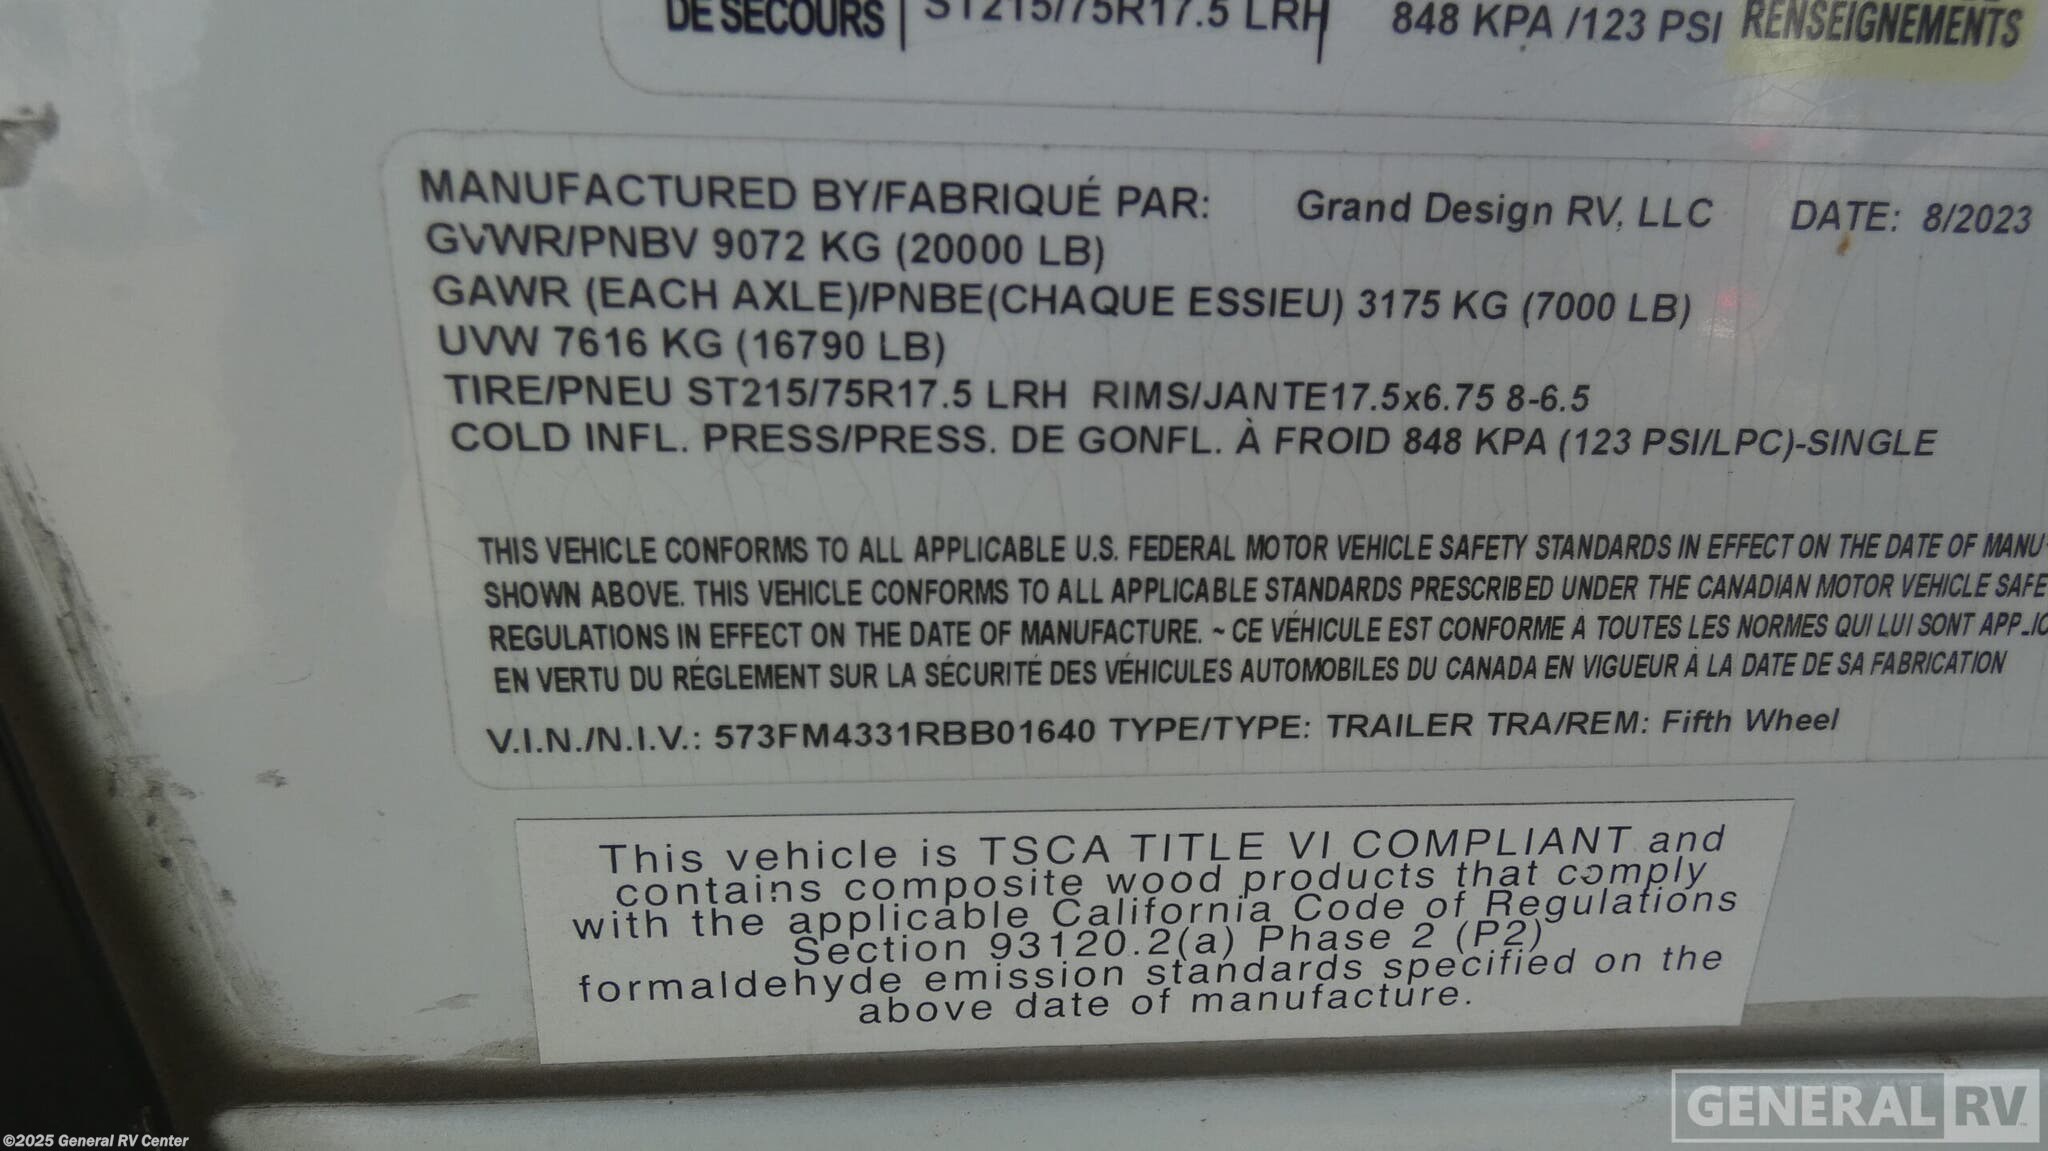 DE SECOURS ST215/75R17.5 LRH 848 KPA /123 PSI RENSEIGNEMENTS
MANUFACTURED BY/FABRIQUÉ PAR: Grand Design RV, LLC DATE: 8/2023
GVWR/PNBV 9072 KG (20000 LB)
GAWR (EACH AXLE)/PNBE(CHAQUE ESSIEU) 3175 KG (7000 LB)
UVW 7616 KG (16790 LB)
TIRE/PNEU ST215/75R17.5 LRH RIMS/JANTE17.5x6.75 8-6.5
COLD INFL. PRESS/PRESS. DE GONFL. À FROID 848 KPA (123 PSI/LPC)-SINGLE
THIS VEHICLE CONFORMS TO ALL APPLICABLE U.S. FEDERAL MOTOR VEHICLE SAFETY STANDARDS IN EFFECT ON THE DATE OF MANU
SHOWN ABOVE. THIS VEHICLE CONFORMS TO ALL APPLICABLE STANDARDS PRESCRIBED UNDER THE CANADIAN MOTOR VEHICLE SAFE
REGULATIONS IN EFFECT ON THE DATE OF MANUFACTURE. ~ CE VÉHICULE EST CONFORME À TOUTES LES NORMES QUI LUI SONT APPLIC
EN VERTU DU RÉGLEMENT SUR LA SÉCURITÉ DES VÉHICULES AUTOMOBILES DU CANADA EN VIGUEUR À LA DATE DE SA FABRICATION
V.I.N./N.I.V.: 573FM4331RBB01640 TYPE/TYPE: TRAILER TRA/REM: Fifth Wheel
This vehicle is TSCA TITLE VI COMPLIANT and
contains composite wood products that comply
with the applicable California Code of Regulations
Section 93120.2(a) Phase 2 (P2)
formaldehyde emission standards specified on the
above date of manufacture.
GENERAL RV
©2025 General RV Center